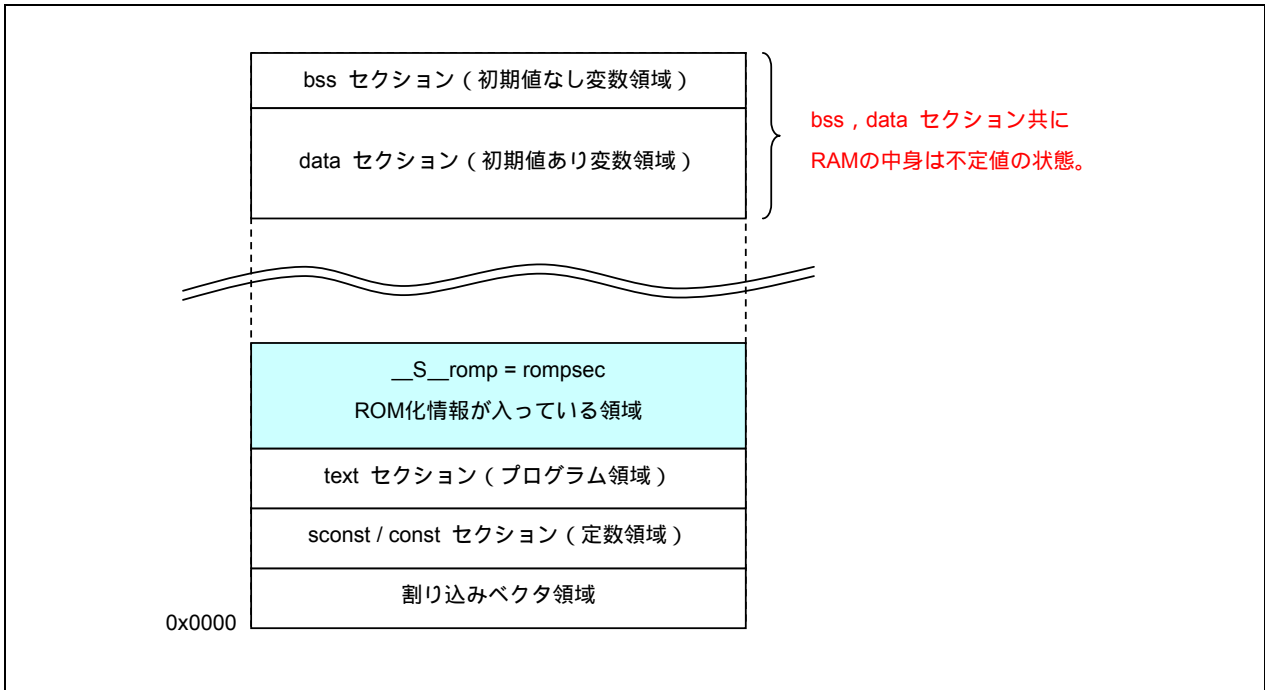 bss セクション ( 初期値なし変数領域 )
data セクション ( 初期値あり変数領域 )
bss , data セクション共に
RAMの中身は不定値の状態。
__S__romp = rompsec
ROM化情報が入っている領域
text セクション ( プログラム領域 )
sconst / const セクション ( 定数領域 )
割り込みベクタ領域
0x0000